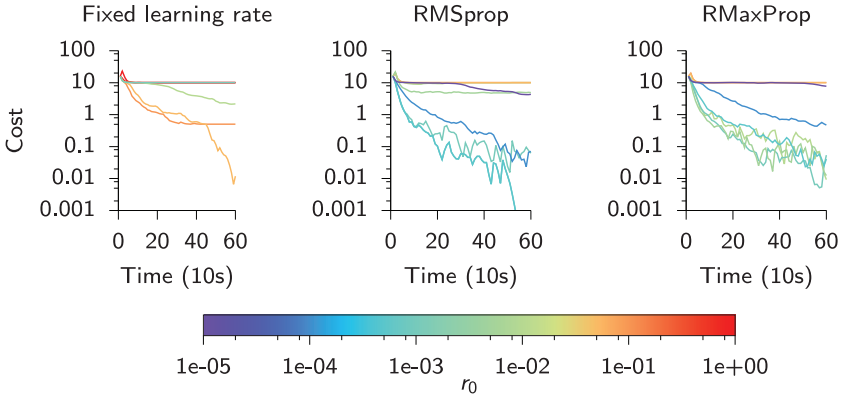 Fixed learning rate RMSprop RMaxProp
100 100 100
10 10 10
1 1 1
0.1 0.1 0.1
0.01 0.01 0.01
0.001 0.001 0.001
Cost
0 20 40 60 0 20 40 60 0 20 40 60
Time (10s) Time (10s) Time (10s)
1e-05 1e-04 1e-03 1e-02 1e-01 1e+00
r0